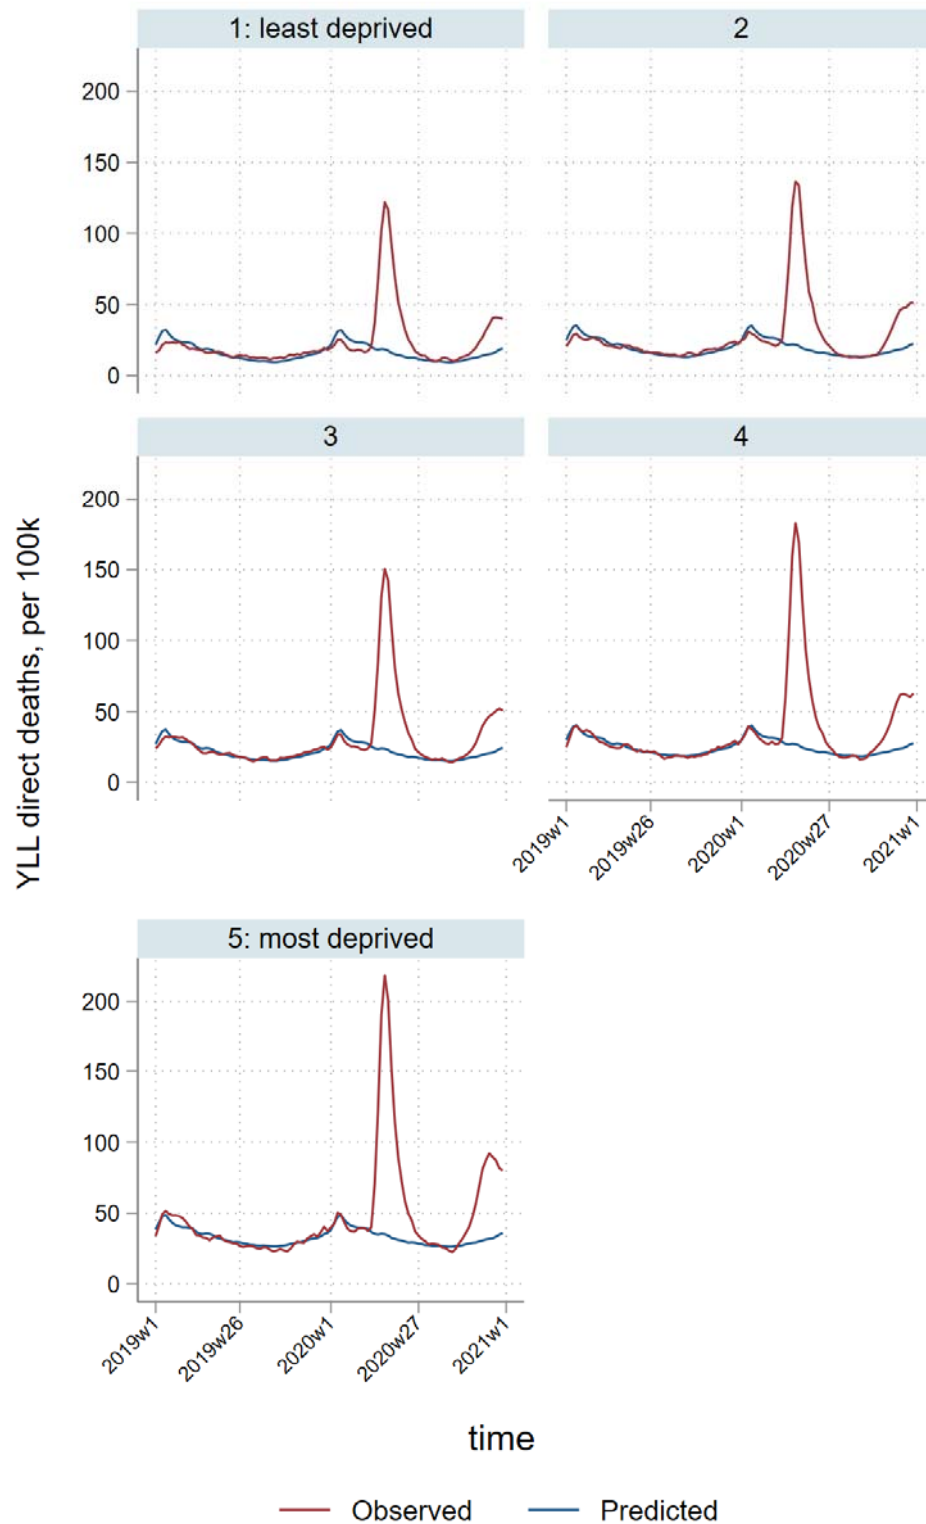 1: least deprived
2
200
150
100
50
0
3
4
200
150
100
50
0
2019w1
2019w26
2020w1
2020w27
2021w1
YLL direct deaths, per 100k
5: most deprived
200
150
100
50
0
2019w1
2019w26
2020w1
2020w27
2021w1
time
Observed
Predicted